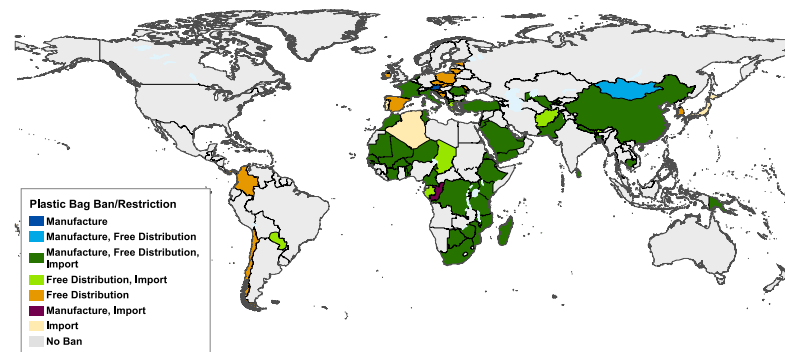 Plastic Bag Ban/Restriction
Manufacture
Manufacture, Free Distribution
Manufacture, Free Distribution,
Import
Free Distribution, Import
Free Distribution
Manufacture, Import
Import
No Ban